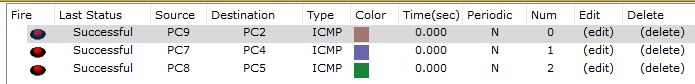 Fire Last Status Source Destination Type Color Time(sec) Periodic Num Edit Delete
Successful PC9 PC2 ICMP 0.000 N 0 (edit) (delete)
Successful PC7 PC4 ICMP 0.000 N 1 (edit) (delete)
Successful PC8 PC5 ICMP 0.000 N 2 (edit) (delete)